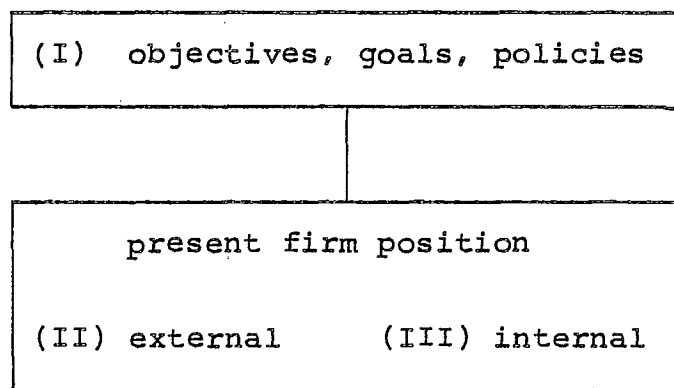 (I) objectives, goals, policies
present firm position
(II) external (III) internal